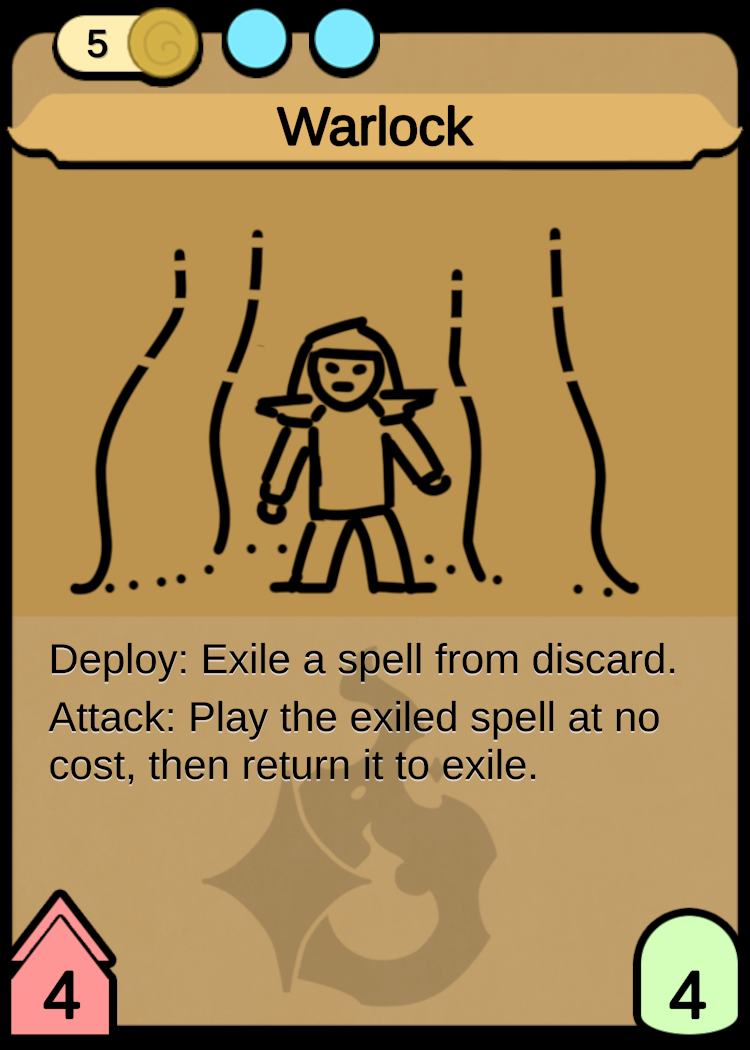 5
Warlock
Deploy: Exile a spell from discard.
Attack: Play the exiled spell at no
cost, then return it to exile.
4
4